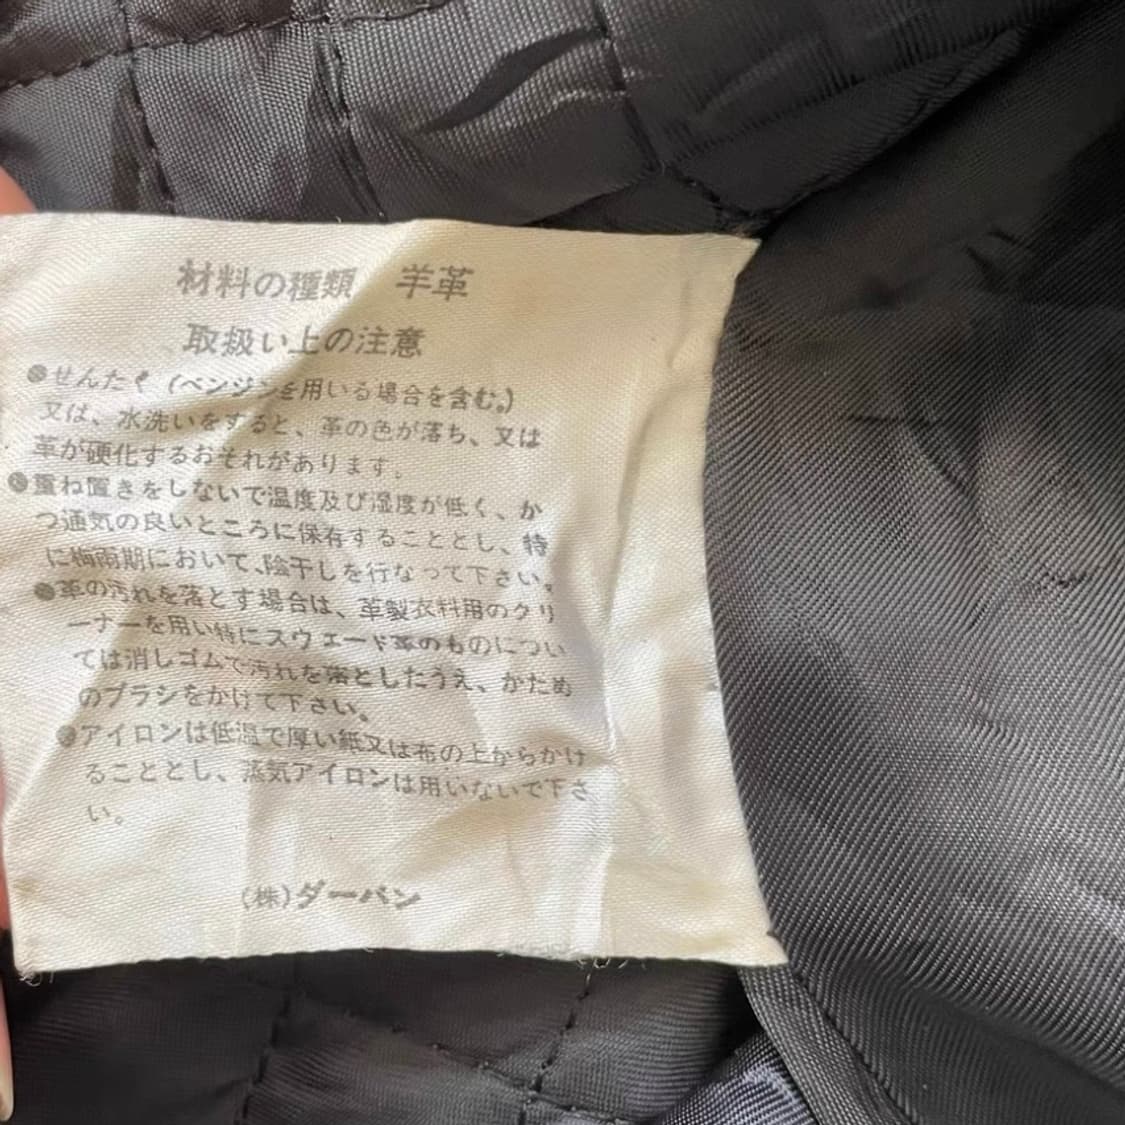 材料の種類　羊革
取扱い上の注意
●せんたく(ベンジンを用いる場合を含む。)
又は、水洗いをすると、革の色が落ち、又は
革が硬化するおそれがあります。
●重ね置きをしないで温度及び湿度が低く、か
つ通気の良いところに保存することとし、特
に梅雨期において、陰干しを行なって下さい。
●革の汚れを落とす場合は、革製衣料用のクリ
ーナーを用い特にスウェード革のものについ
ては消しゴムで汚れを落としたうえ、かため
のブラシをかけて下さい。
●アイロンは低温で厚い紙又は布の上からかけ
ることとし、蒸気アイロンは用いないで下さ
い。
(株)ダーバン